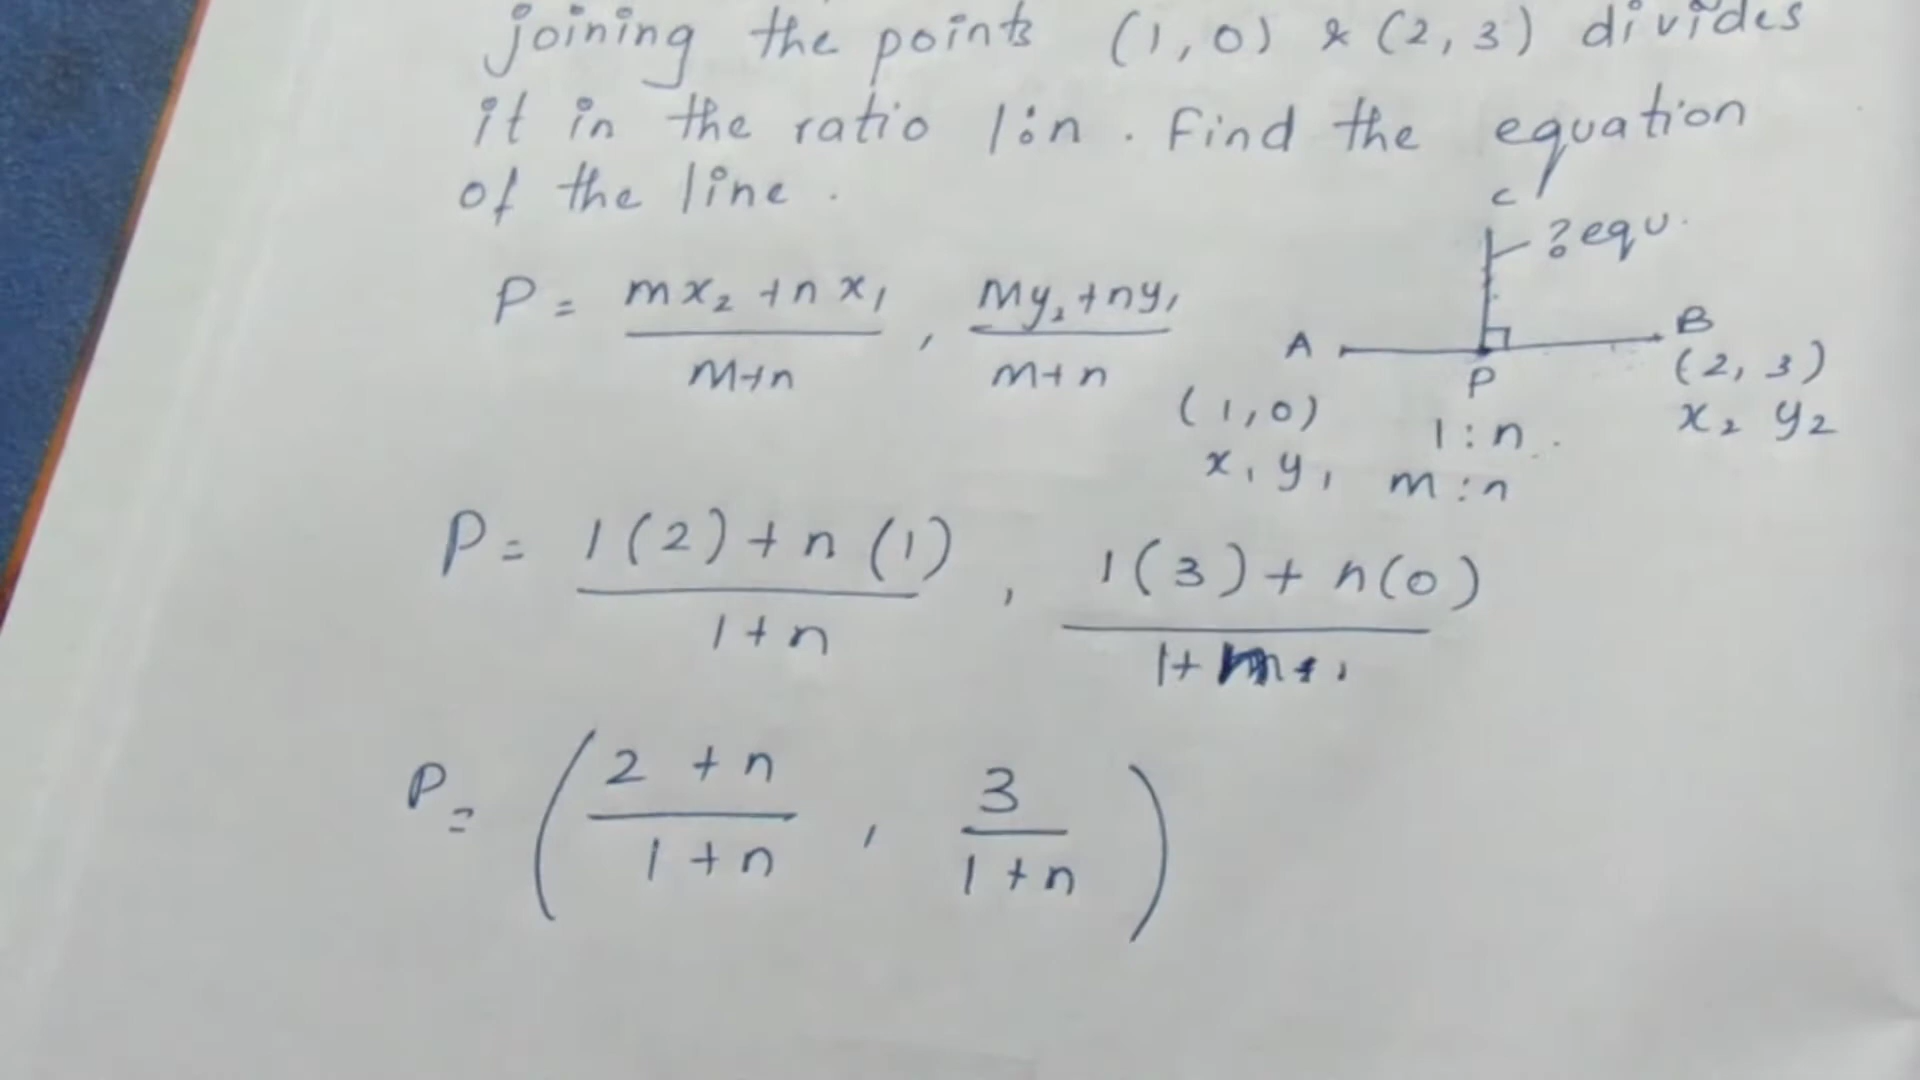 joining the points (1,0) & (2,3) divides
it in the ratio 1:n. Find the equation
of the line.
C
? equ.
P = mx₂ + nx₁ / m+n , My₂ + ny₁ / m+n
A B
P
(1,0) (2,3)
x₁ y₁ x₂ y₂
1:n
m:n
P = 1(2) + n(1) / 1+n , 1(3) + n(0) / 1+
P = ( 2+n / 1+n , 3 / 1+n )